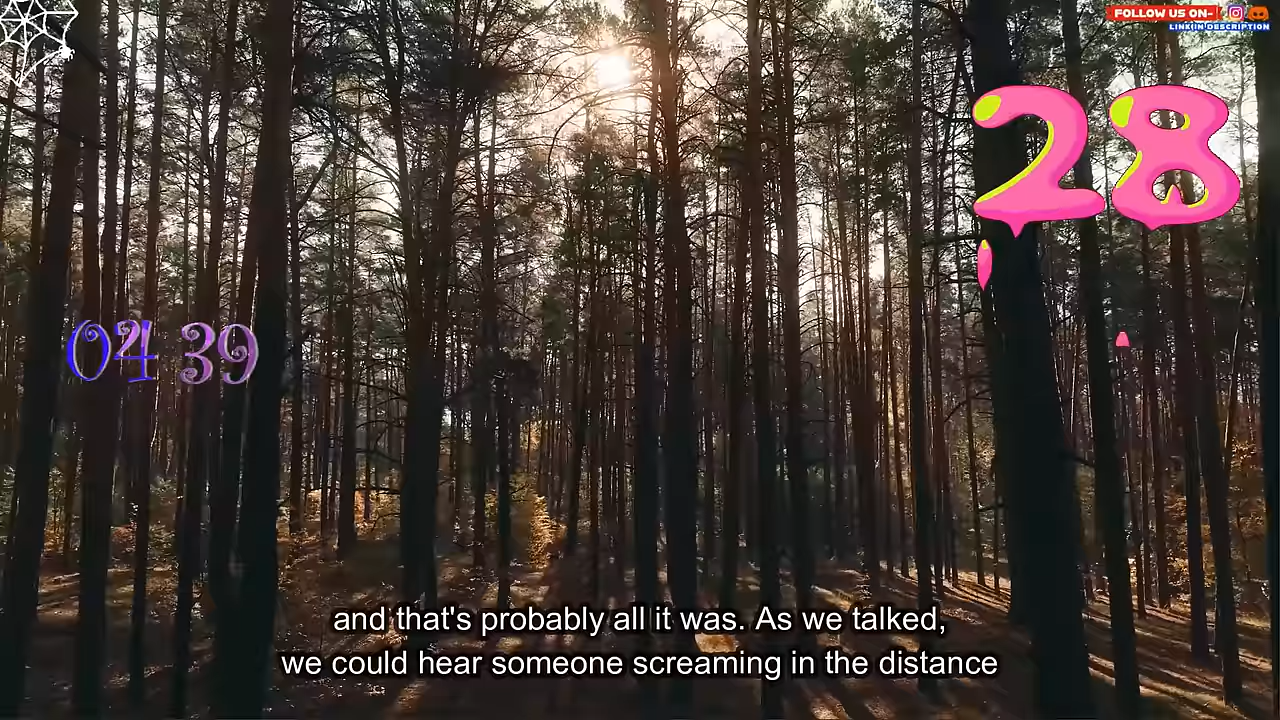 FOLLOW US ON-
LINK IN DESCRIPTION
28
04 39
and that's probably all it was. As we talked,
we could hear someone screaming in the distance